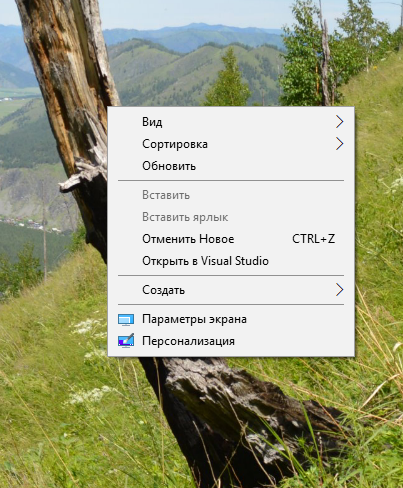 Вид
Сортировка
Обновить
Вставить
Вставить ярлык
Отменить Новое CTRL+Z
Открыть в Visual Studio
Создать
Параметры экрана
Персонализация